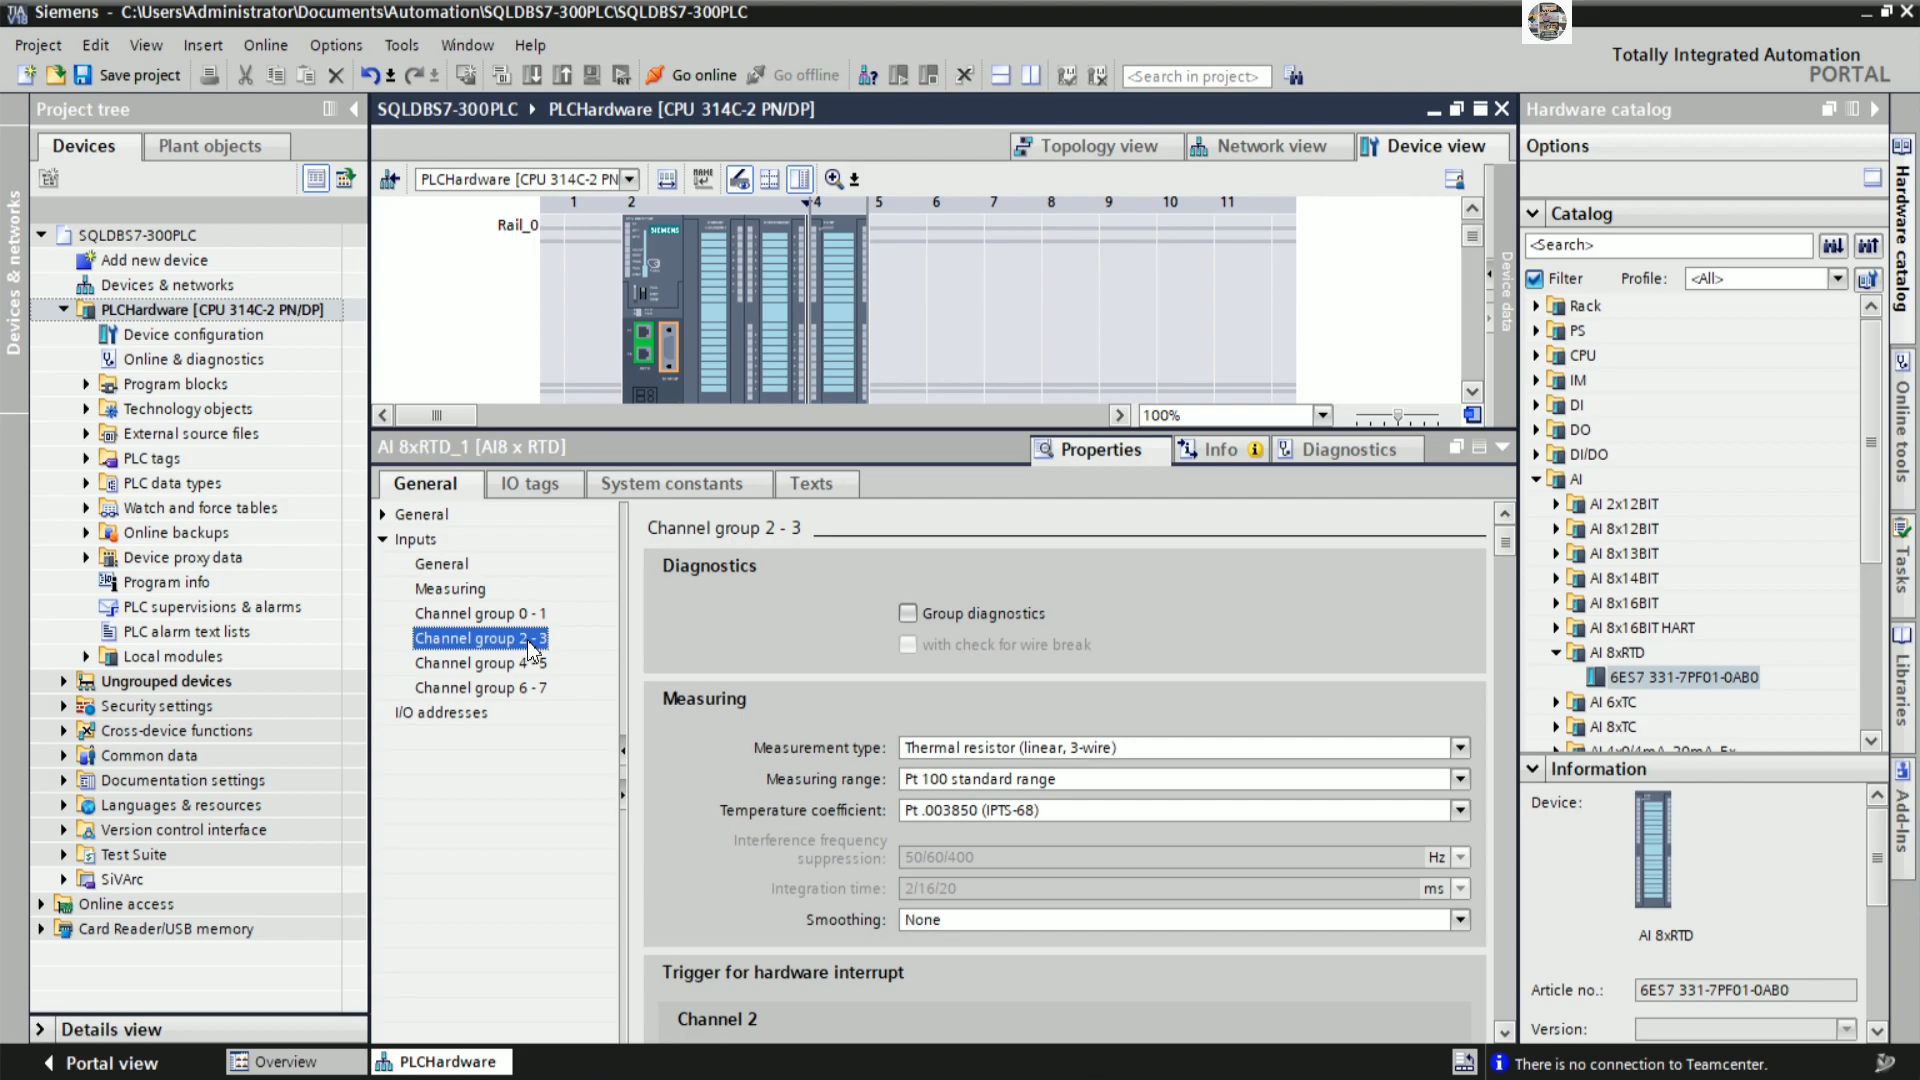 Siemens - C:\Users\Administrator\Documents\Automation\SQLDBS7-300PLC\SQLDBS7-300PLC
Project Edit View Insert Online Options Tools Window Help
Totally Integrated Automation
PORTAL
Save project
Go online
Go offline
<Search in project>
Project tree
SQLDBS7-300PLC
PLCHardware [CPU 314C-2 PN/DP]
Hardware catalog
Devices
Plant objects
Topology view
Network view
Device view
Options
PLCHardware [CPU 314C-2 PN
1 2 4 5 6 7 8 9 10 11
Rail_0
SIEMENS
100%
Devices & networks
SQLDBS7-300PLC
Add new device
Devices & networks
PLCHardware [CPU 314C-2 PN/DP]
Device configuration
Online & diagnostics
Program blocks
Technology objects
External source files
PLC tags
PLC data types
Watch and force tables
Online backups
Device proxy data
Program info
PLC supervisions & alarms
PLC alarm text lists
Local modules
Ungrouped devices
Security settings
Cross-device functions
Common data
Documentation settings
Languages & resources
Version control interface
Test Suite
SiVArc
Online access
Card Reader/USB memory
Details view
Device data
AI 8xRTD_1 [AI8 x RTD]
Properties
Info
Diagnostics
General
IO tags
System constants
Texts
General
Inputs
General
Measuring
Channel group 0 - 1
Channel group 2 - 3
Channel group 4 - 5
Channel group 6 - 7
I/O addresses
Channel group 2 - 3
Diagnostics
Group diagnostics
with check for wire break
Measuring
Measurement type: Thermal resistor (linear, 3-wire)
Measuring range: Pt 100 standard range
Temperature coefficient: Pt .003850 (IPTS-68)
Interference frequency
suppression: 50/60/400 Hz
Integration time: 2/16/20 ms
Smoothing: None
Trigger for hardware interrupt
Channel 2
Catalog
<Search>
Filter Profile: <All>
Rack
PS
CPU
IM
DI
DO
DI/DO
AI
AI 2x12BIT
AI 8x12BIT
AI 8x13BIT
AI 8x14BIT
AI 8x16BIT
AI 8x16BIT HART
AI 8xRTD
6ES7 331-7PF01-0AB0
AI 6xTC
AI 8xTC
Information
Device:
AI 8xRTD
Article no.: 6ES7 331-7PF01-0AB0
Version:
Hardware catalog
Online tools
Tasks
Libraries
Add-Ins
Portal view
Overview
PLCHardware
There is no connection to Teamcenter.